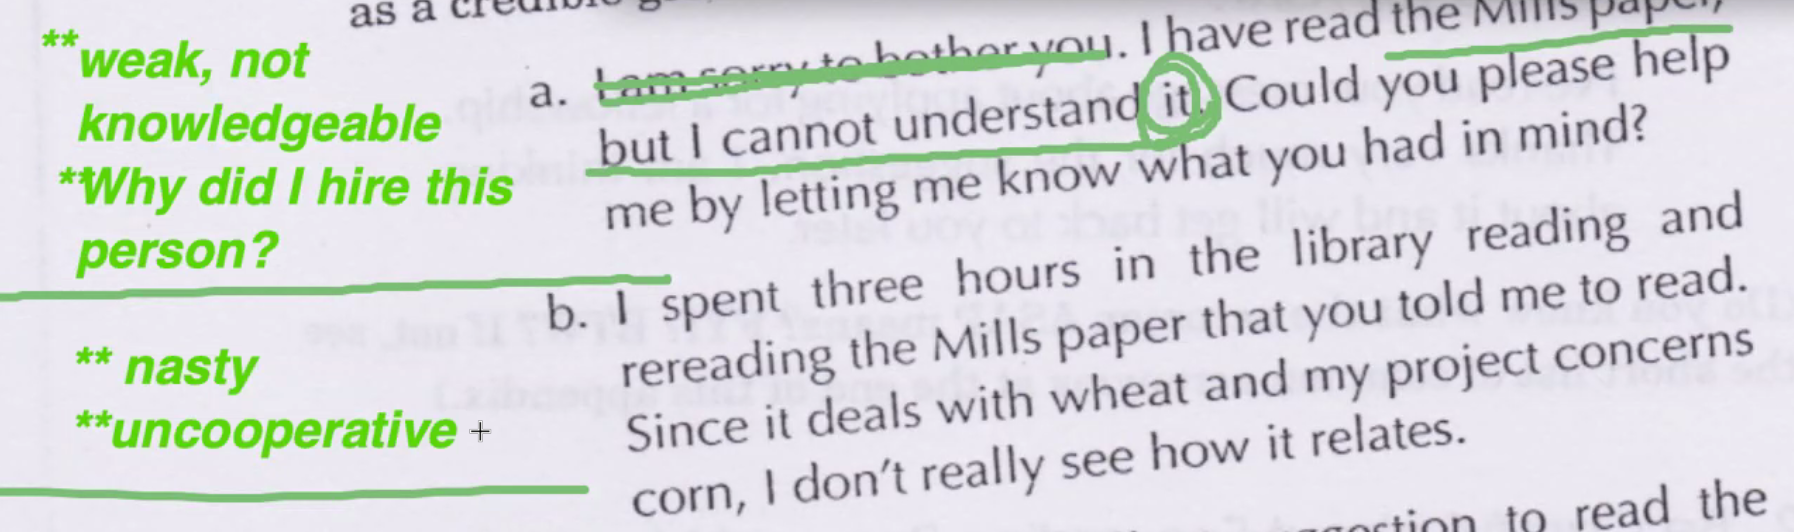 as a
**weak, not
knowledgeable
**Why did I hire this
person?
** nasty
**uncooperative
a. I am sorry to bother you. I have read the Mills paper,
but I cannot understand it. Could you please help
me by letting me know what you had in mind?
b. I spent three hours in the library reading and
rereading the Mills paper that you told me to read.
Since it deals with wheat and my project concerns
corn, I don't really see how it relates.
to read the